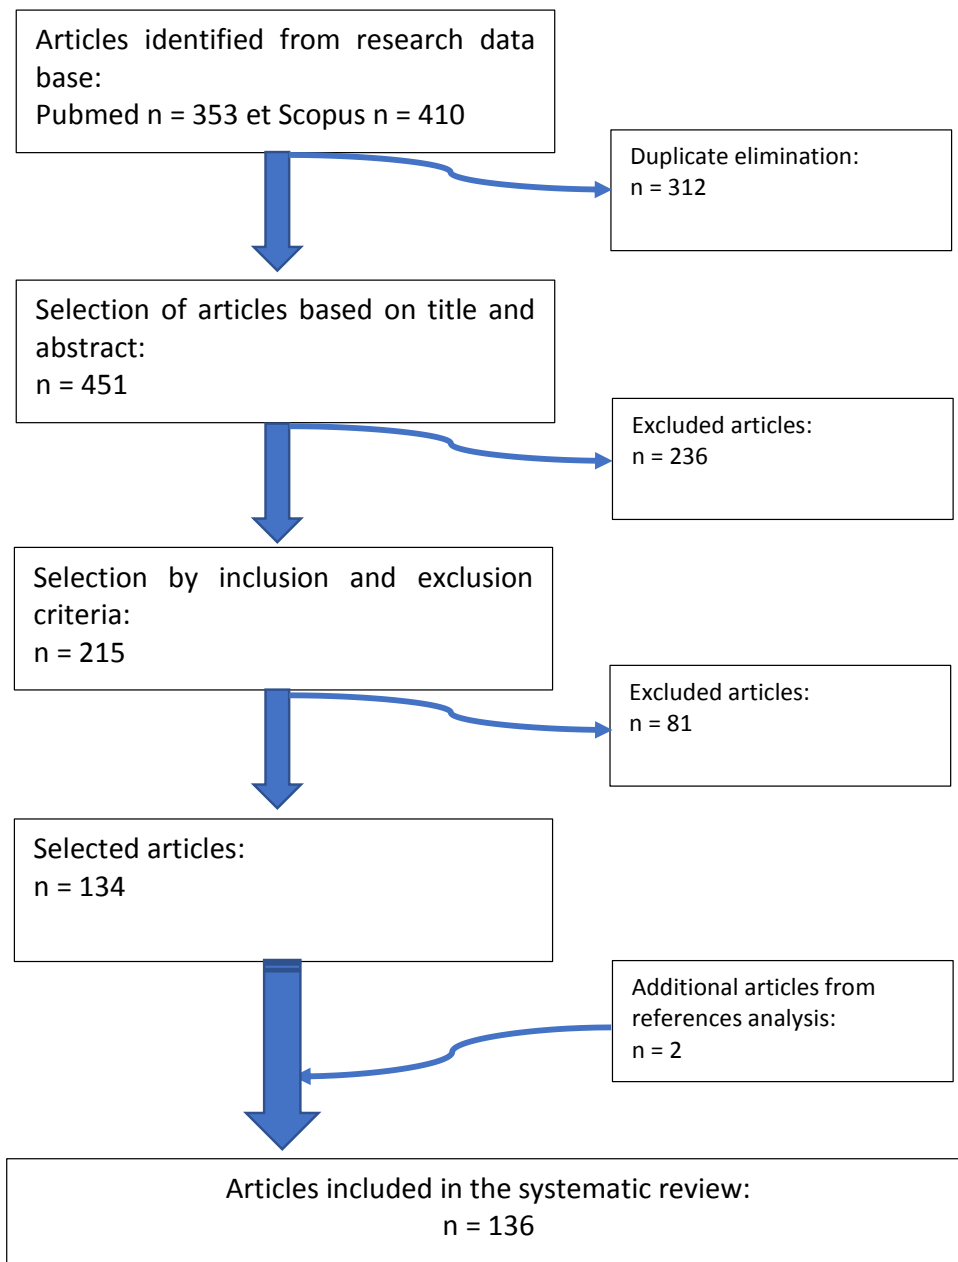 Articles identified from research data
base:
Pubmed n = 353 et Scopus n = 410
Duplicate elimination:
n = 312
Selection of articles based on title and
abstract:
n = 451
Excluded articles:
n = 236
Selection by inclusion and exclusion
criteria:
n = 215
Excluded articles:
n = 81
Selected articles:
n = 134
Additional articles from
references analysis:
n = 2
Articles included in the systematic review:
n = 136